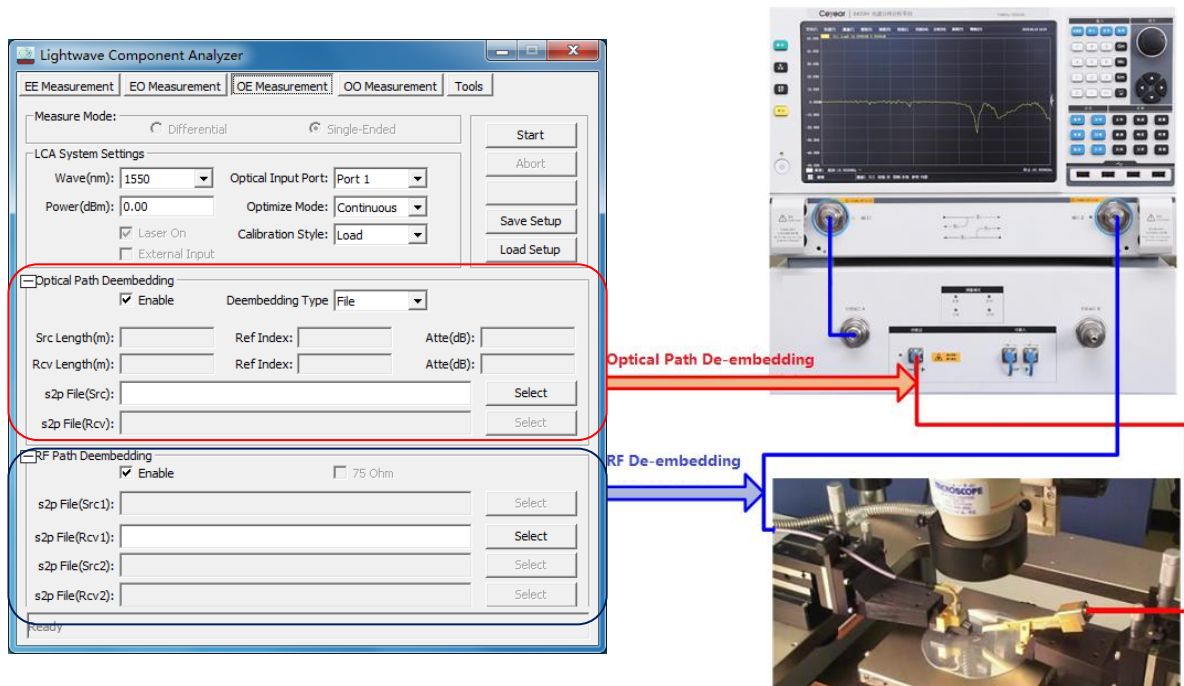 Lightwave Component Analyzer
EE Measurement EO Measurement OE Measurement OO Measurement Tools
Measure Mode:
Differential Single-Ended
Start
LCA System Settings
Abort
Wave(nm): 1550 Optical Input Port: Port 1
Power(dBm): 0.00 Optimize Mode: Continuous
Save Setup
Laser On Calibration Style: Load
External Input
Load Setup
Optical Path Deembedding
Enable Deembedding Type File
Src Length(m): Ref Index: Atte(dB):
Rcv Length(m): Ref Index: Atte(dB):
s2p File(Src): Select
s2p File(Rcv): Select
RF Path Deembedding
Enable 75 Ohm
s2p File(Src1): Select
s2p File(Rcv1): Select
s2p File(Src2): Select
s2p File(Rcv2): Select
Ready
Optical Path De-embedding
RF De-embedding
Ceyear
MICROSCOPE